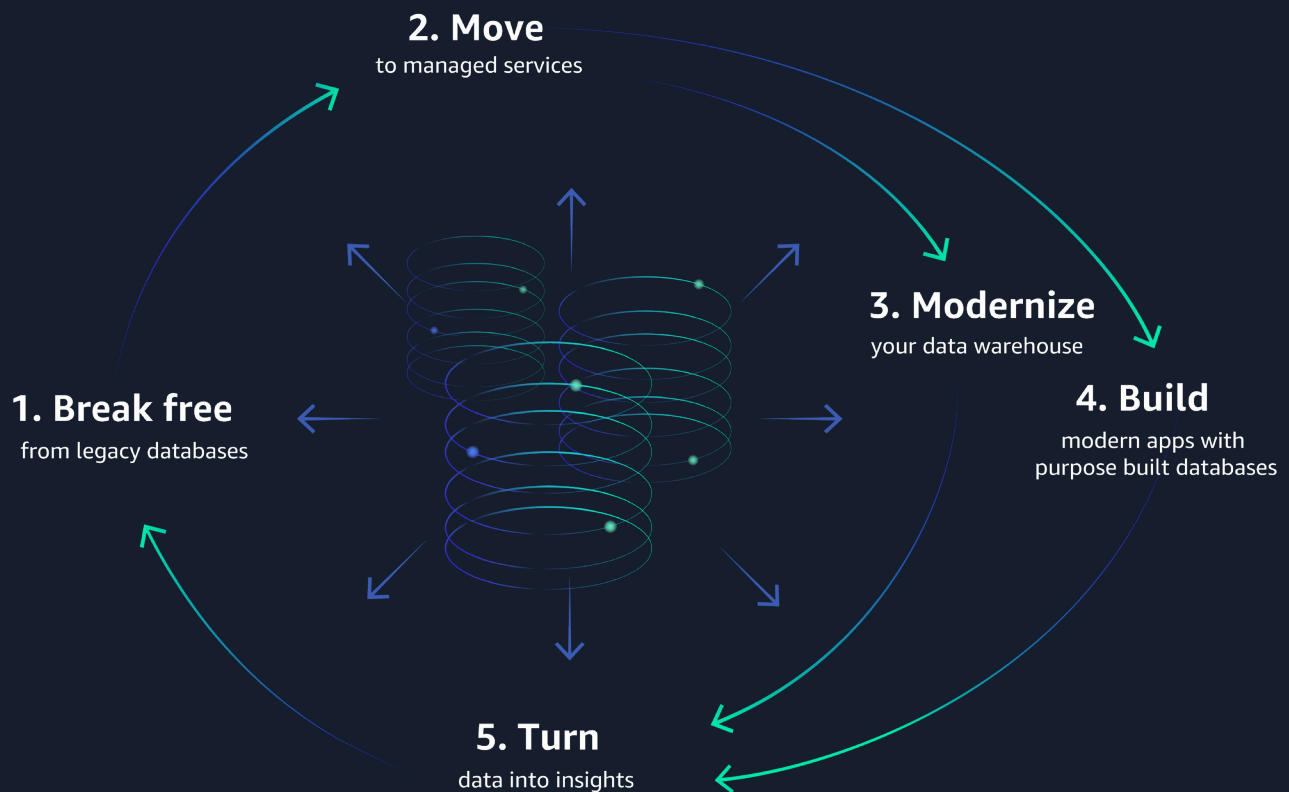 2. Move
to managed services
3. Modernize
your data warehouse
1. Break free
from legacy databases
4. Build
modern apps with
purpose built databases
5. Turn
data into insights